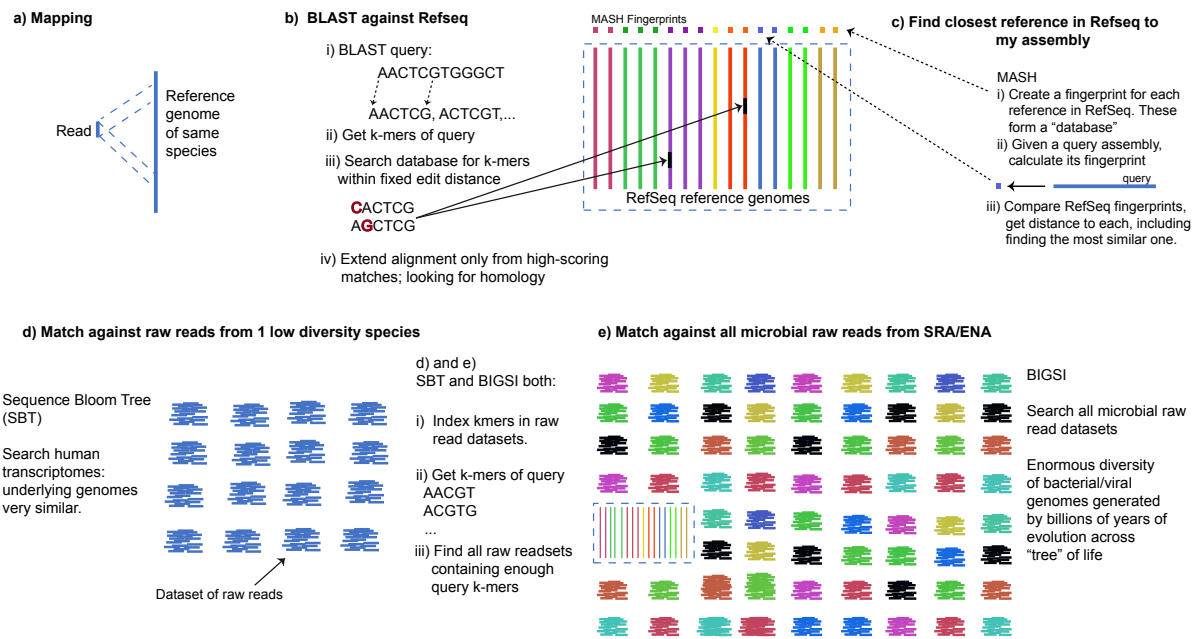 a) Mapping
Read
Reference
genome
of same
species
b) BLAST against Refseq
i) BLAST query:
AACTCGTGGGCT
AACTCG, ACTCGT,...
ii) Get k-mers of query
iii) Search database for k-mers
within fixed edit distance
CACTCG
AGCTCG
iv) Extend alignment only from high-scoring
matches; looking for homology
MASH Fingerprints
RefSeq reference genomes
c) Find closest reference in Refseq to
my assembly
MASH
i) Create a fingerprint for each
reference in RefSeq. These
form a “database”
ii) Given a query assembly,
calculate its fingerprint
query
iii) Compare RefSeq fingerprints,
get distance to each, including
finding the most similar one.
d) Match against raw reads from 1 low diversity species
Sequence Bloom Tree
(SBT)
Search human
transcriptomes:
underlying genomes
very similar.
Dataset of raw reads
d) and e)
SBT and BIGSI both:
i) Index kmers in raw
read datasets.
ii) Get k-mers of query
AACGT
ACGTG
...
iii) Find all raw readsets
containing enough
query k-mers
e) Match against all microbial raw reads from SRA/ENA
BIGSI
Search all microbial raw
read datasets
Enormous diversity
of bacterial/viral
genomes generated
by billions of years of
evolution across
“tree” of life